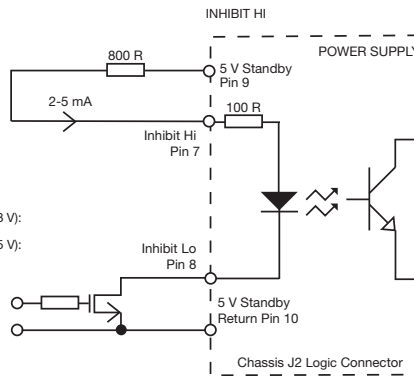 INHIBIT HI
POWER SUPPLY
800 R
5 V Standby
Pin 9
2-5 mA
100 R
Inhibit Hi
Pin 7
V):
V):
Inhibit Lo
Pin 8
5 V Standby
Return Pin 10
Chassis J2 Logic Connector